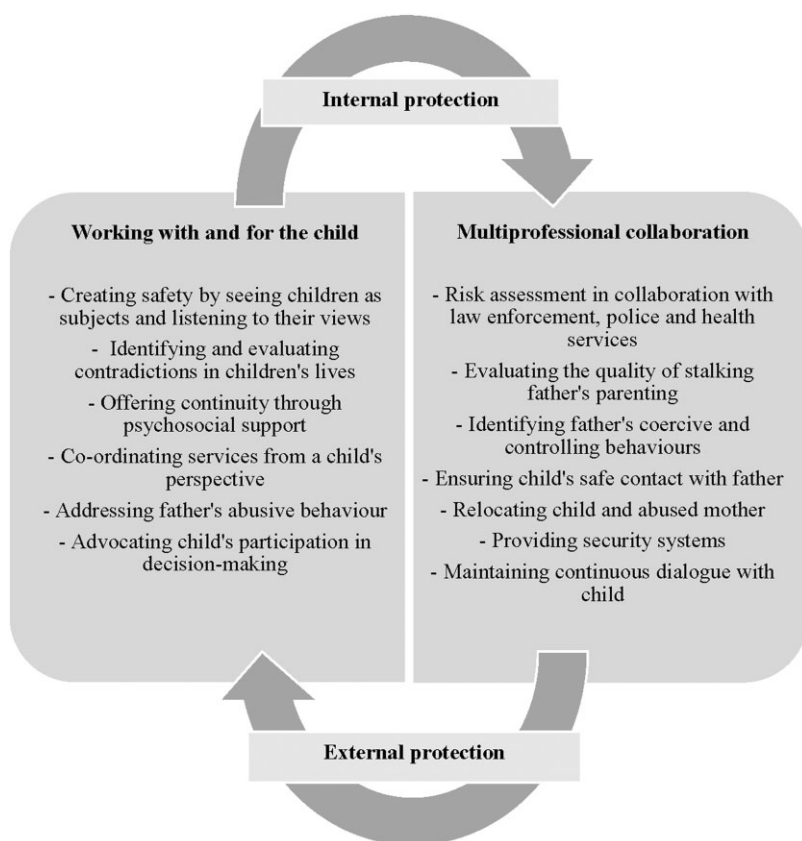 Internal protection
Working with and for the child
- Creating safety by seeing children as
subjects and listening to their views
- Identifying and evaluating
contradictions in children's lives
- Offering continuity through
psychosocial support
- Co-ordinating services from a child's
perspective
- Addressing father's abusive behaviour
- Advocating child's participation in
decision-making
Multiprofessional collaboration
- Risk assessment in collaboration with
law enforcement, police and health
services
- Evaluating the quality of stalking
father's parenting
- Identifying father's coercive and
controlling behaviours
- Ensuring child's safe contact with father
- Relocating child and abused mother
- Providing security systems
- Maintaining continuous dialogue with
child
External protection